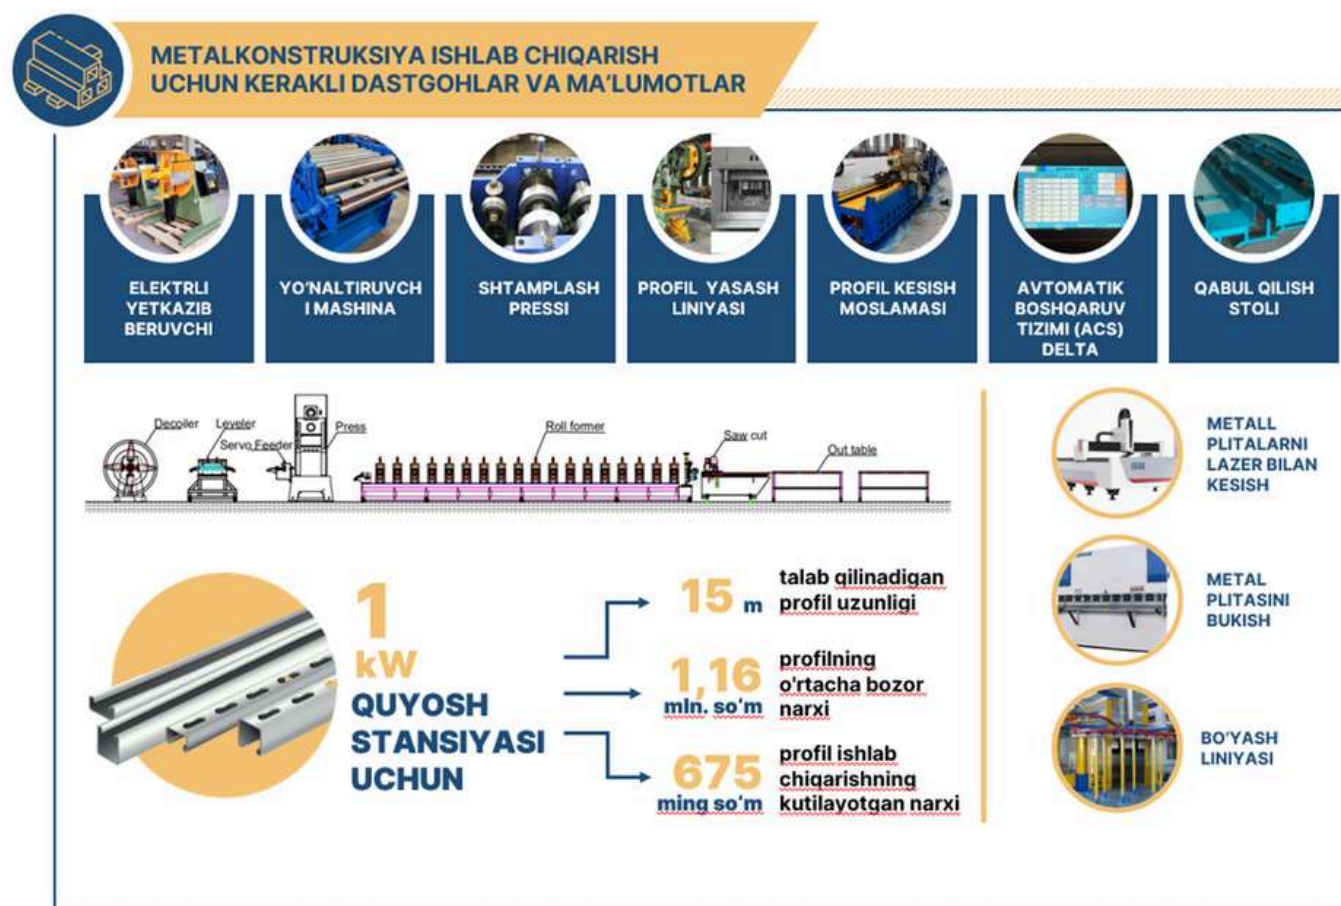 METALKONSTRUKSIYA ISHLAB CHIQARISH
UCHUN KERAKLI DASTGOHLAR VA MA'LUMOTLAR
ELEKTRLI
YETKAZIB
BERUVCHI
YO'NALTIRUVCH
I MASHINA
SHTAMPLASH
PRESSI
PROFIL YASASH
LINIYASI
PROFIL KESISH
MOSLAMASI
AVTOMATIK
BOSHQARUV
TIZIMI (ACS)
DELTA
QABUL QILISH
STOLI
Decoiler
Leveler
Servo Feeder
Press
Roll former
Saw cut
Out table
METALL
PLITALARNI
LAZER BILAN
KESISH
METAL
PLITASINI
BUKISH
BO'YASH
LINIYASI
1
kW
QUYOSH
STANSIYASI
UCHUN
15 m
talab qilinadigan
profil uzunligi
1,16
mln. so'm
profilning
o'rtacha bozor
narxi
675
ming so'm
profil ishlab
chiqarishning
kutilayotgan narxi